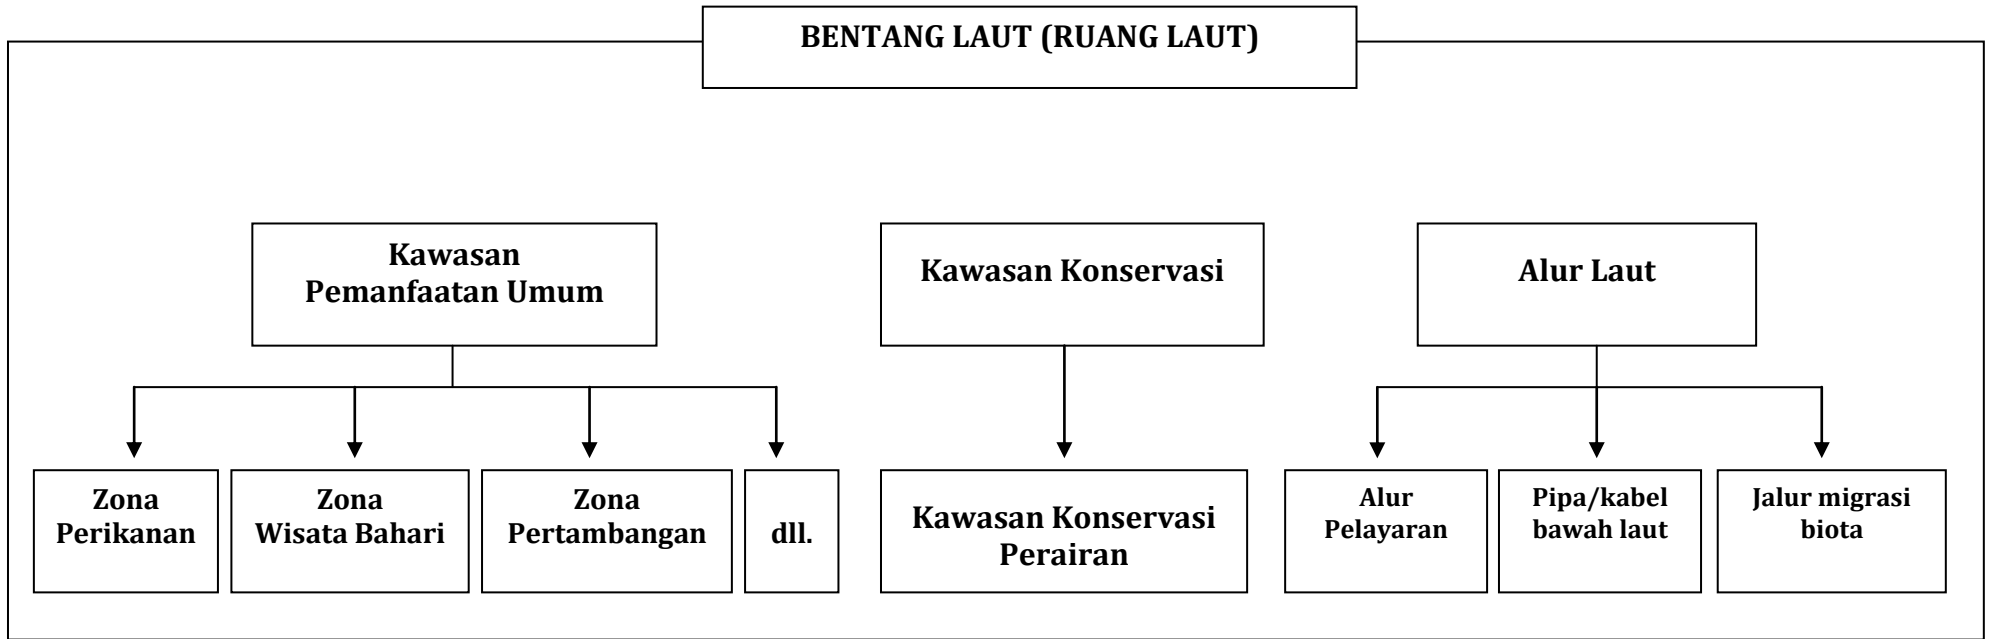 BENTANG LAUT (RUANG LAUT)
Kawasan
Pemanfaatan Umum
Kawasan Konservasi
Alur Laut
Zona
Perikanan
Zona
Wisata Bahari
Zona
Pertambangan
dll.
Kawasan Konservasi
Perairan
Alur
Pelayaran
Pipa/kabel
bawah laut
Jalur migrasi
biota